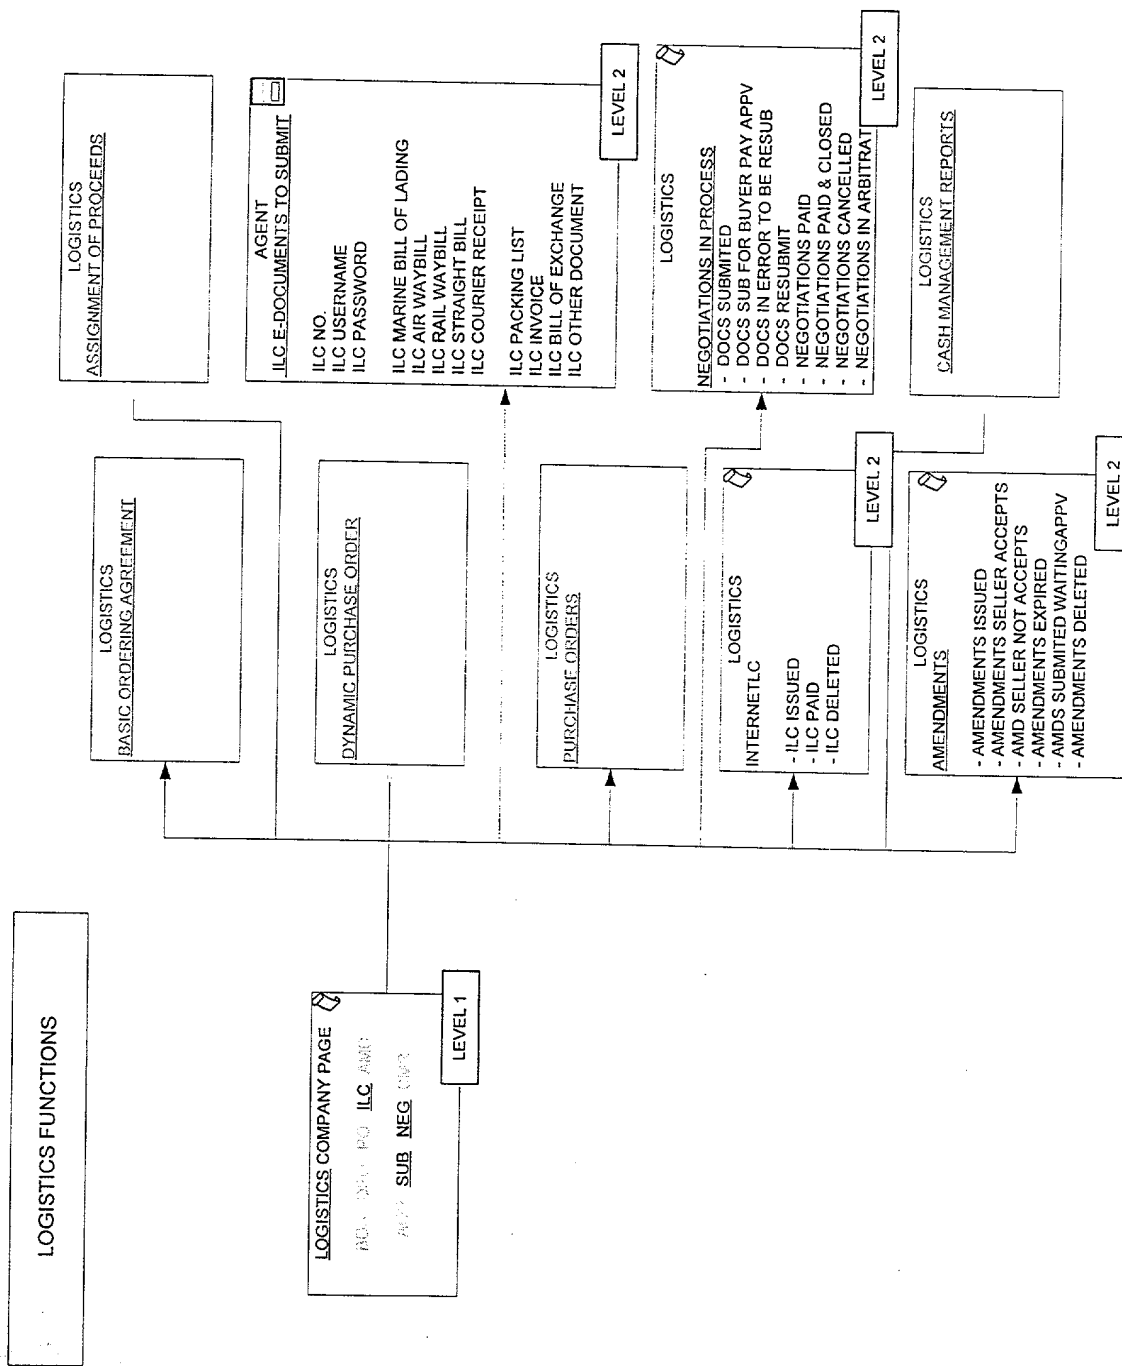 LOGISTICS FUNCTIONS
LOGISTICS COMPANY PAGE
PO ILC AMD
SUB NEG
LEVEL 1
LOGISTICS
BASIC ORDERING AGREEMENT
LOGISTICS
DYNAMIC PURCHASE ORDER
LOGISTICS
PURCHASE ORDERS
LOGISTICS
INTERNETLC
- ILC ISSUED
- ILC PAID
- ILC DELETED
LEVEL 2
LOGISTICS
AMENDMENTS
- AMENDMENTS ISSUED
- AMENDMENTS SELLER ACCEPTS
- AMD SELLER NOT ACCEPTS
- AMENDMENTS EXPIRED
- AMDS SUBMITED WAITINGAPPV
- AMENDMENTS DELETED
LEVEL 2
LOGISTICS
ASSIGNMENT OF PROCEEDS
AGENT
ILC E-DOCUMENTS TO SUBMIT
ILC NO.
ILC USERNAME
ILC PASSWORD
ILC MARINE BILL OF LADING
ILC AIR WAYBILL
ILC RAIL WAYBILL
ILC STRAIGHT BILL
ILC COURIER RECEIPT
ILC PACKING LIST
ILC INVOICE
ILC BILL OF EXCHANGE
ILC OTHER DOCUMENT
LEVEL 2
LOGISTICS
NEGOTIATIONS IN PROCESS
- DOCS SUBMITED
- DOCS SUB FOR BUYER PAY APPV
- DOCS IN ERROR TO BE RESUB
- DOCS RESUBMIT
- NEGOTIATIONS PAID
- NEGOTIATIONS PAID & CLOSED
- NEGOTIATIONS CANCELLED
- NEGOTIATIONS IN ARBITRAT
LEVEL 2
LOGISTICS
CASH MANAGEMENT REPORTS